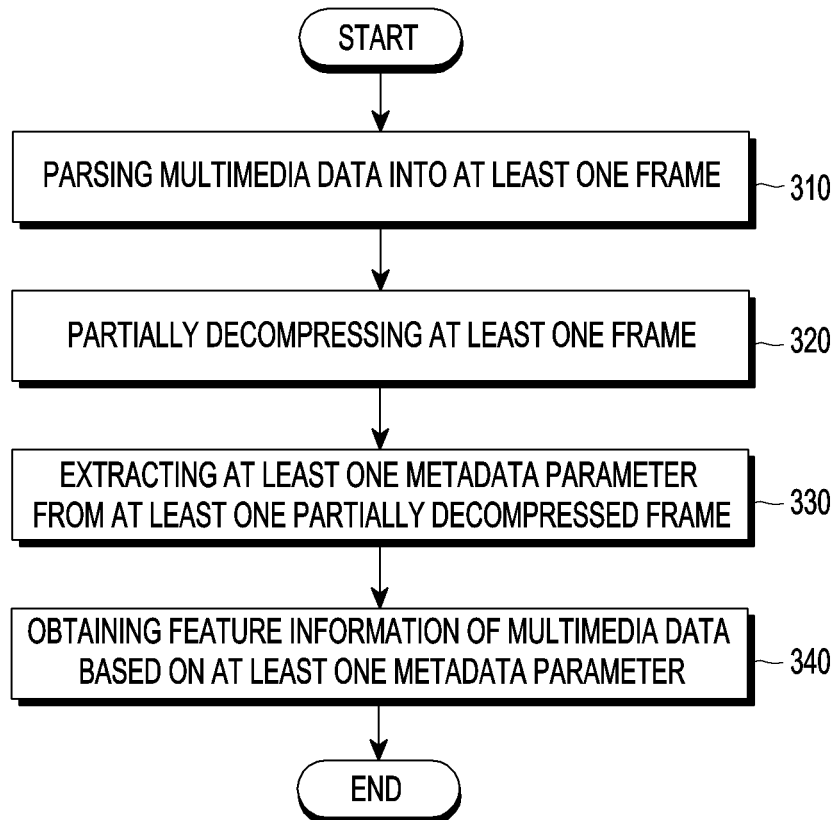 START
PARSING MULTIMEDIA DATA INTO AT LEAST ONE FRAME
310
PARTIALLY DECOMPRESSING AT LEAST ONE FRAME
320
EXTRACTING AT LEAST ONE METADATA PARAMETER
FROM AT LEAST ONE PARTIALLY DECOMPRESSED FRAME
330
OBTAINING FEATURE INFORMATION OF MULTIMEDIA DATA
BASED ON AT LEAST ONE METADATA PARAMETER
340
END